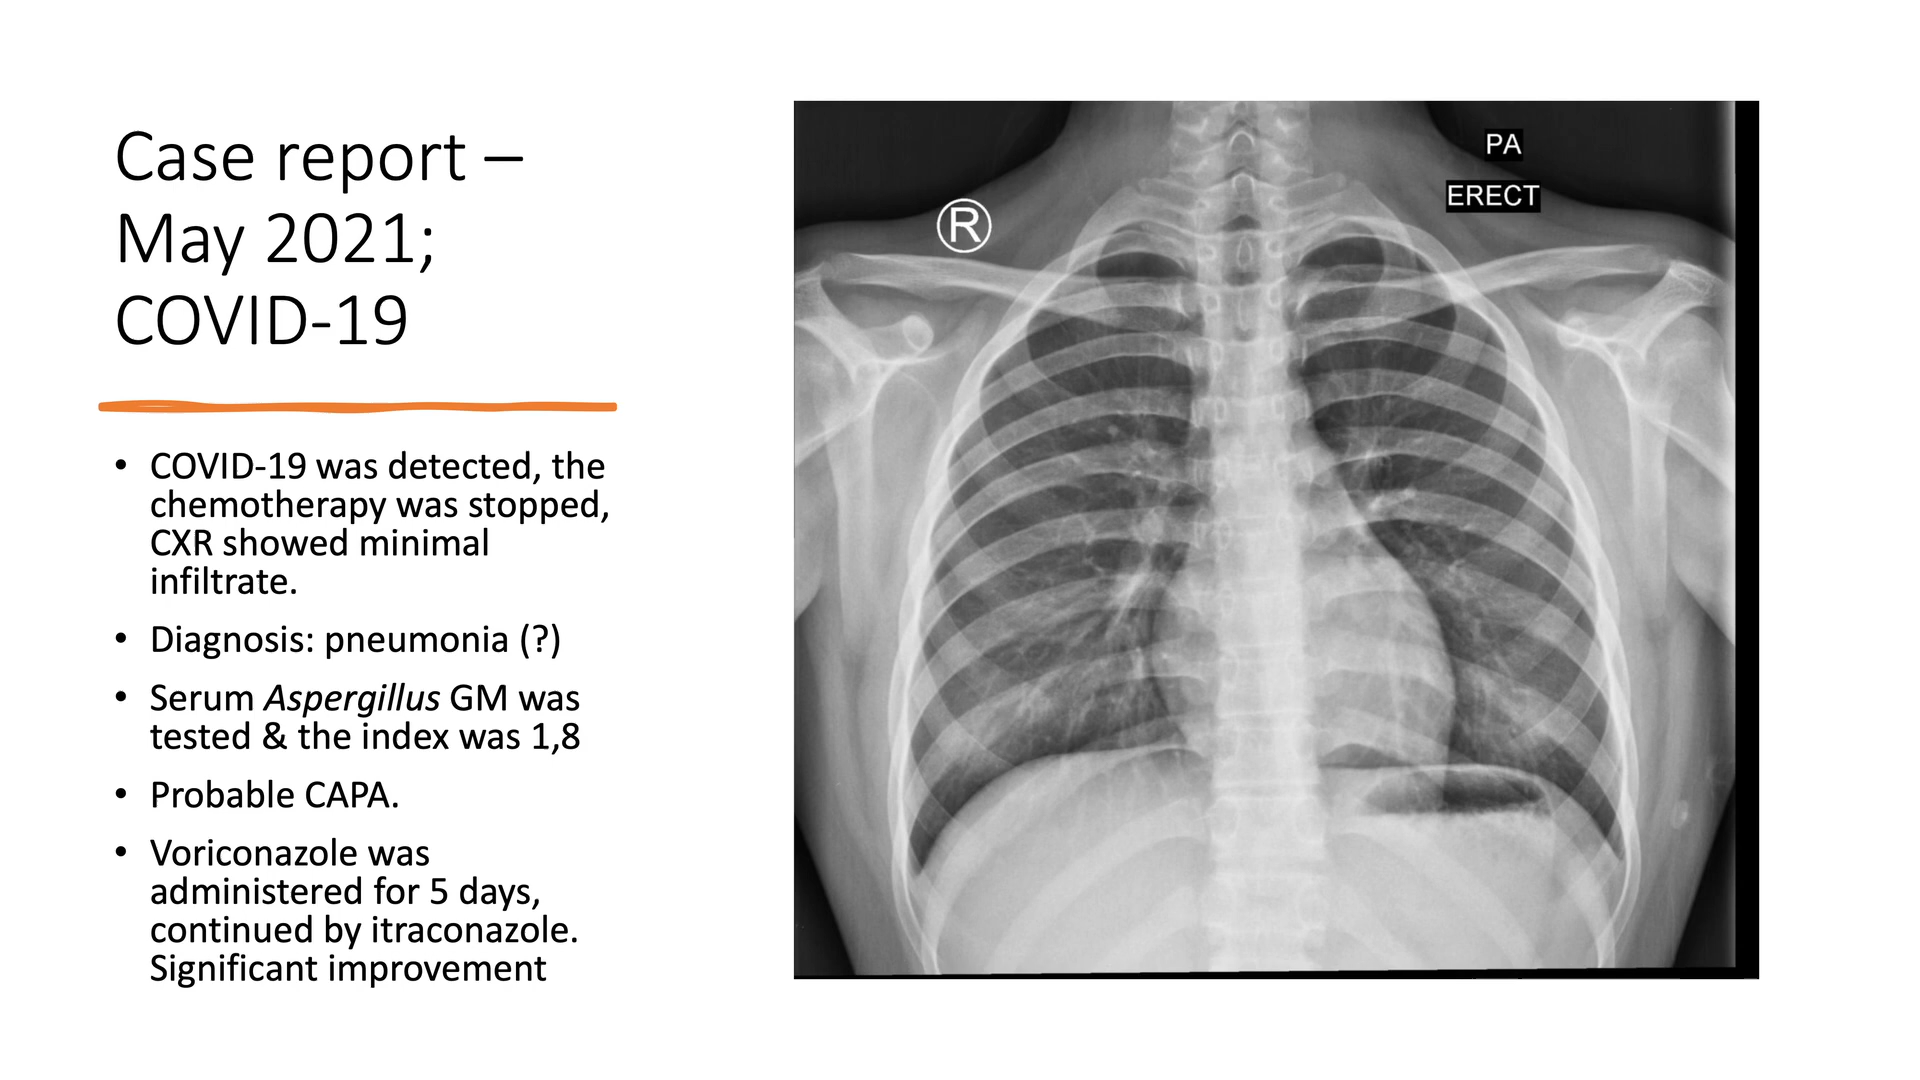 Case report –
May 2021;
COVID-19
• COVID-19 was detected, the
chemotherapy was stopped,
CXR showed minimal
infiltrate.
• Diagnosis: pneumonia (?)
• Serum Aspergillus GM was
tested & the index was 1,8
• Probable CAPA.
• Voriconazole was
administered for 5 days,
continued by itraconazole.
Significant improvement
PA
ERECT
R